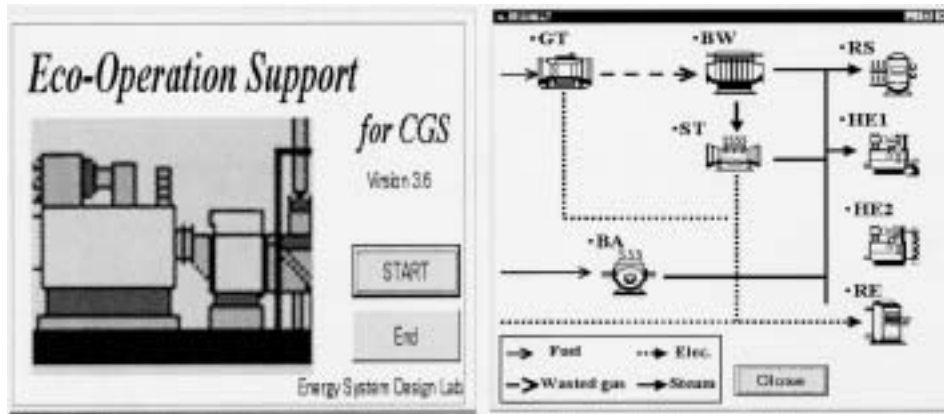 Eco-Operation Support
for CGS
Virsion 3.6
START
End
Energy System Design Lab
·GT
·BW
·RS
·ST
·HE1
·HE2
·BA
·RE
Fuel
Elec.
Wasted gas
Steam
Close